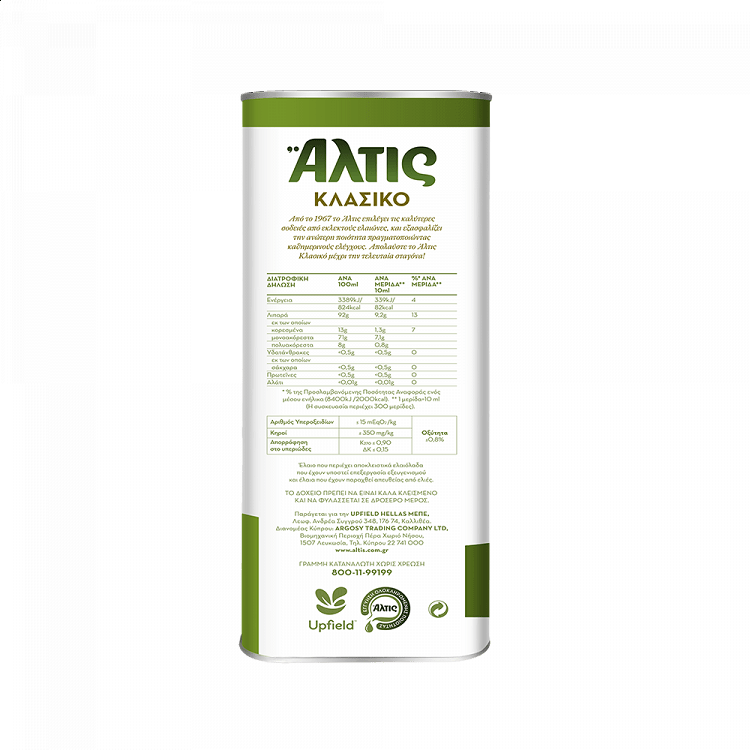 Άλτις
ΚΛΑΣΙΚΟ
Από το 1967 το Άλτις επιλέγει τις καλύτερες
σοδειές από εκλεκτούς ελαιώνες, και εξασφαλίζει
την ανώτερη ποιότητα πραγματοποιώντας
καθημερινούς ελέγχους. Απολαύστε το Άλτις
Κλασικό μέχρι την τελευταία σταγόνα!
ΔΙΑΤΡΟΦΙΚΗ ΔΗΛΩΣΗ ΑΝΑ 100ml ΑΝΑ ΜΕΡΙΔΑ** 10ml %* ΑΝΑ ΜΕΡΙΔΑ**
Ενέργεια 3389kJ/ 824kcal 339kJ/ 82kcal 4
Λιπαρά 92g 9,2g 13
εκ των οποίων
κορεσμένα 13g 1,3g 7
μονοακόρεστα 71g 7,1g
πολυακόρεστα 8g 0,8g
Υδατάνθρακες <0,5g <0,5g 0
εκ των οποίων
σάκχαρα <0,5g <0,5g 0
Πρωτεΐνες <0,5g <0,5g 0
Αλάτι <0,01g <0,01g 0
* % της Προσλαμβανόμενης Ποσότητας Αναφοράς ενός
μέσου ενήλικα (8400kJ /2000kcal). ** 1 μερίδα=10 ml
(Η συσκευασία περιέχει 300 μερίδες).
Αριθμός Υπεροξειδίων ≤ 15 mEqO₂/kg
Κηροί ≤ 350 mg/kg
Απορρόφηση στο υπεριώδες K₂₇₀ ≤ 0,90
ΔΚ ≤ 0,15
Οξύτητα
≤0,8%
Έλαιο που περιέχει αποκλειστικά ελαιόλαδα
που έχουν υποστεί επεξεργασία εξευγενισμού
και έλαια που έχουν παραχθεί απευθείας από ελιές.
ΤΟ ΔΟΧΕΙΟ ΠΡΕΠΕΙ ΝΑ ΕΙΝΑΙ ΚΑΛΑ ΚΛΕΙΣΜΕΝΟ
ΚΑΙ ΝΑ ΦΥΛΑΣΣΕΤΑΙ ΣΕ ΔΡΟΣΕΡΟ ΜΕΡΟΣ.
Παράγεται για την UPFIELD HELLAS ΜΕΠΕ,
Λεωφ. Ανδρέα Συγγρού 348, 176 74, Καλλιθέα.
Διανομέας Κύπρου: ARGOSY TRADING COMPANY LTD,
Βιομηχανική Περιοχή Πέρα Χωριό Νήσου,
1507 Λευκωσία, Τηλ. Κύπρου 22 741 000
www.altis.com.gr
ΓΡΑΜΜΗ ΚΑΤΑΝΑΛΩΤΗ ΧΩΡΙΣ ΧΡΕΩΣΗ
800-11-99199
Upfield
ΕΓΓΥΗΣΗ ΟΛΟΚΛΗΡΩΜΕΝΗΣ
Άλτις
ΠΟΙΟΤΗΤΑΣ